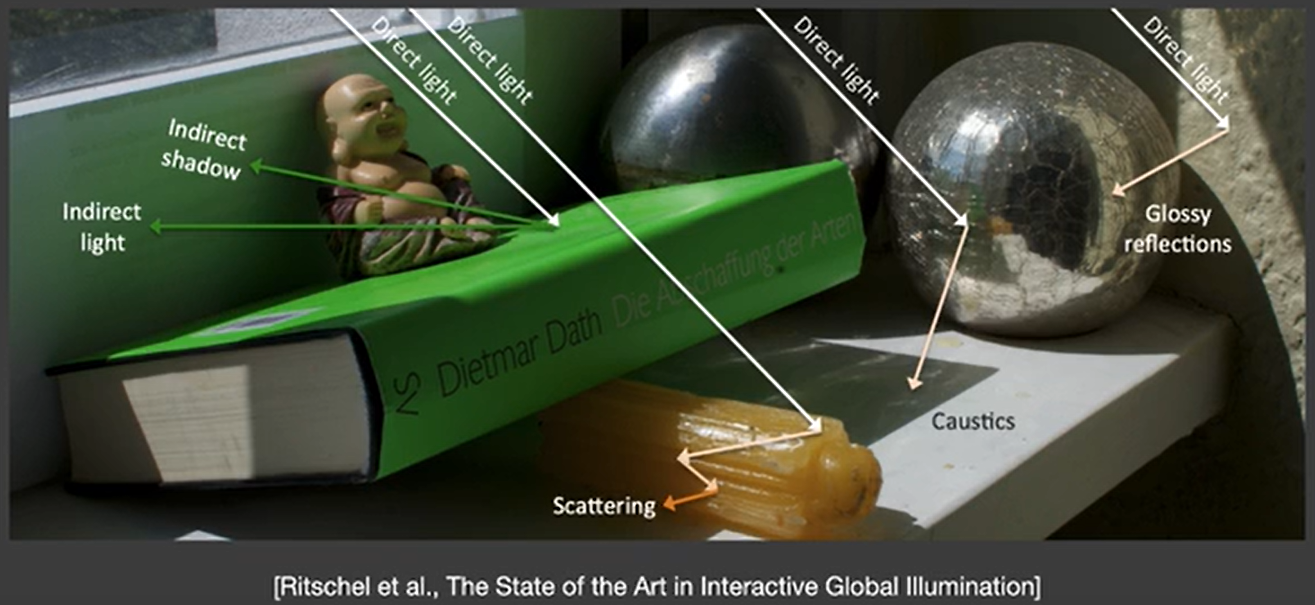 Direct light
Direct light
Direct light
Direct light
Indirect
shadow
Indirect
light
Glossy
reflections
Dietmar Dath Die Abschaffung der Arten
SV
Caustics
Scattering
[Ritschel et al., The State of the Art in Interactive Global Illumination]